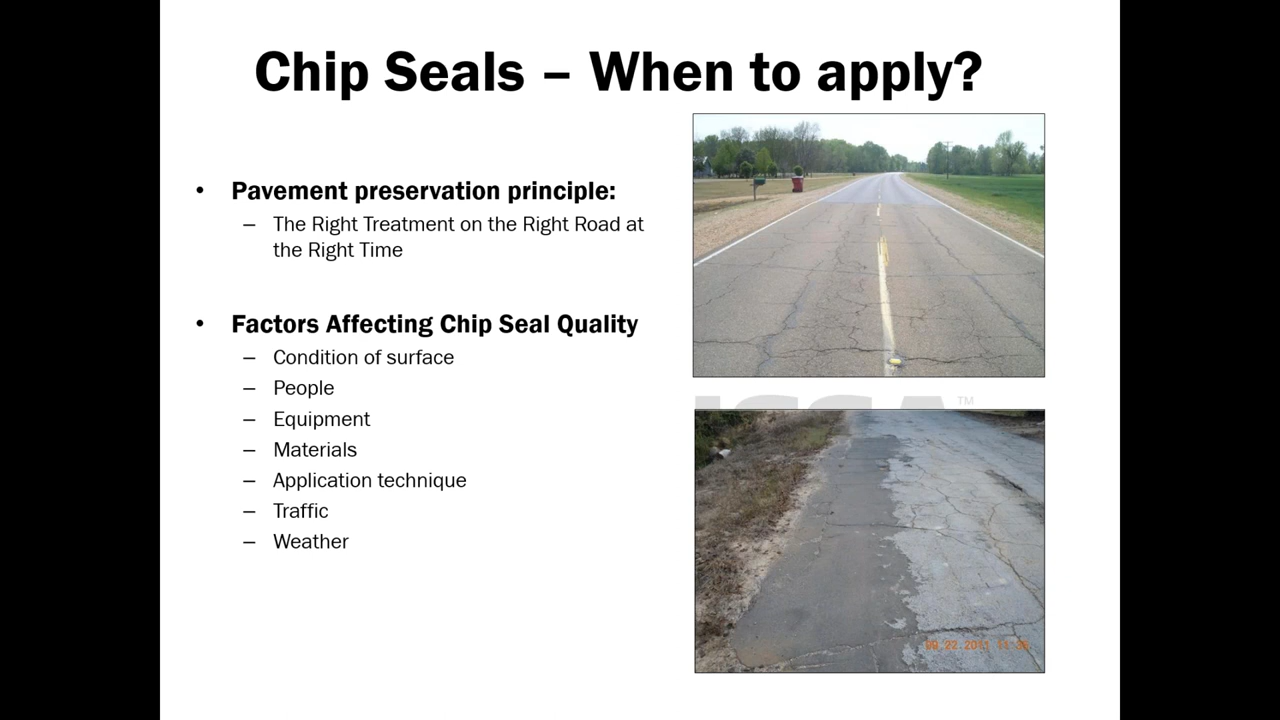 Chip Seals – When to apply?
• Pavement preservation principle:
– The Right Treatment on the Right Road at
the Right Time
• Factors Affecting Chip Seal Quality
– Condition of surface
– People
– Equipment
– Materials
– Application technique
– Traffic
– Weather
TM